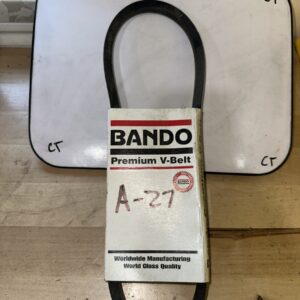 CT
BANDO
Premium V-Belt
A-27
Worldwide Manufacturing
World Class Quality
CT
CT